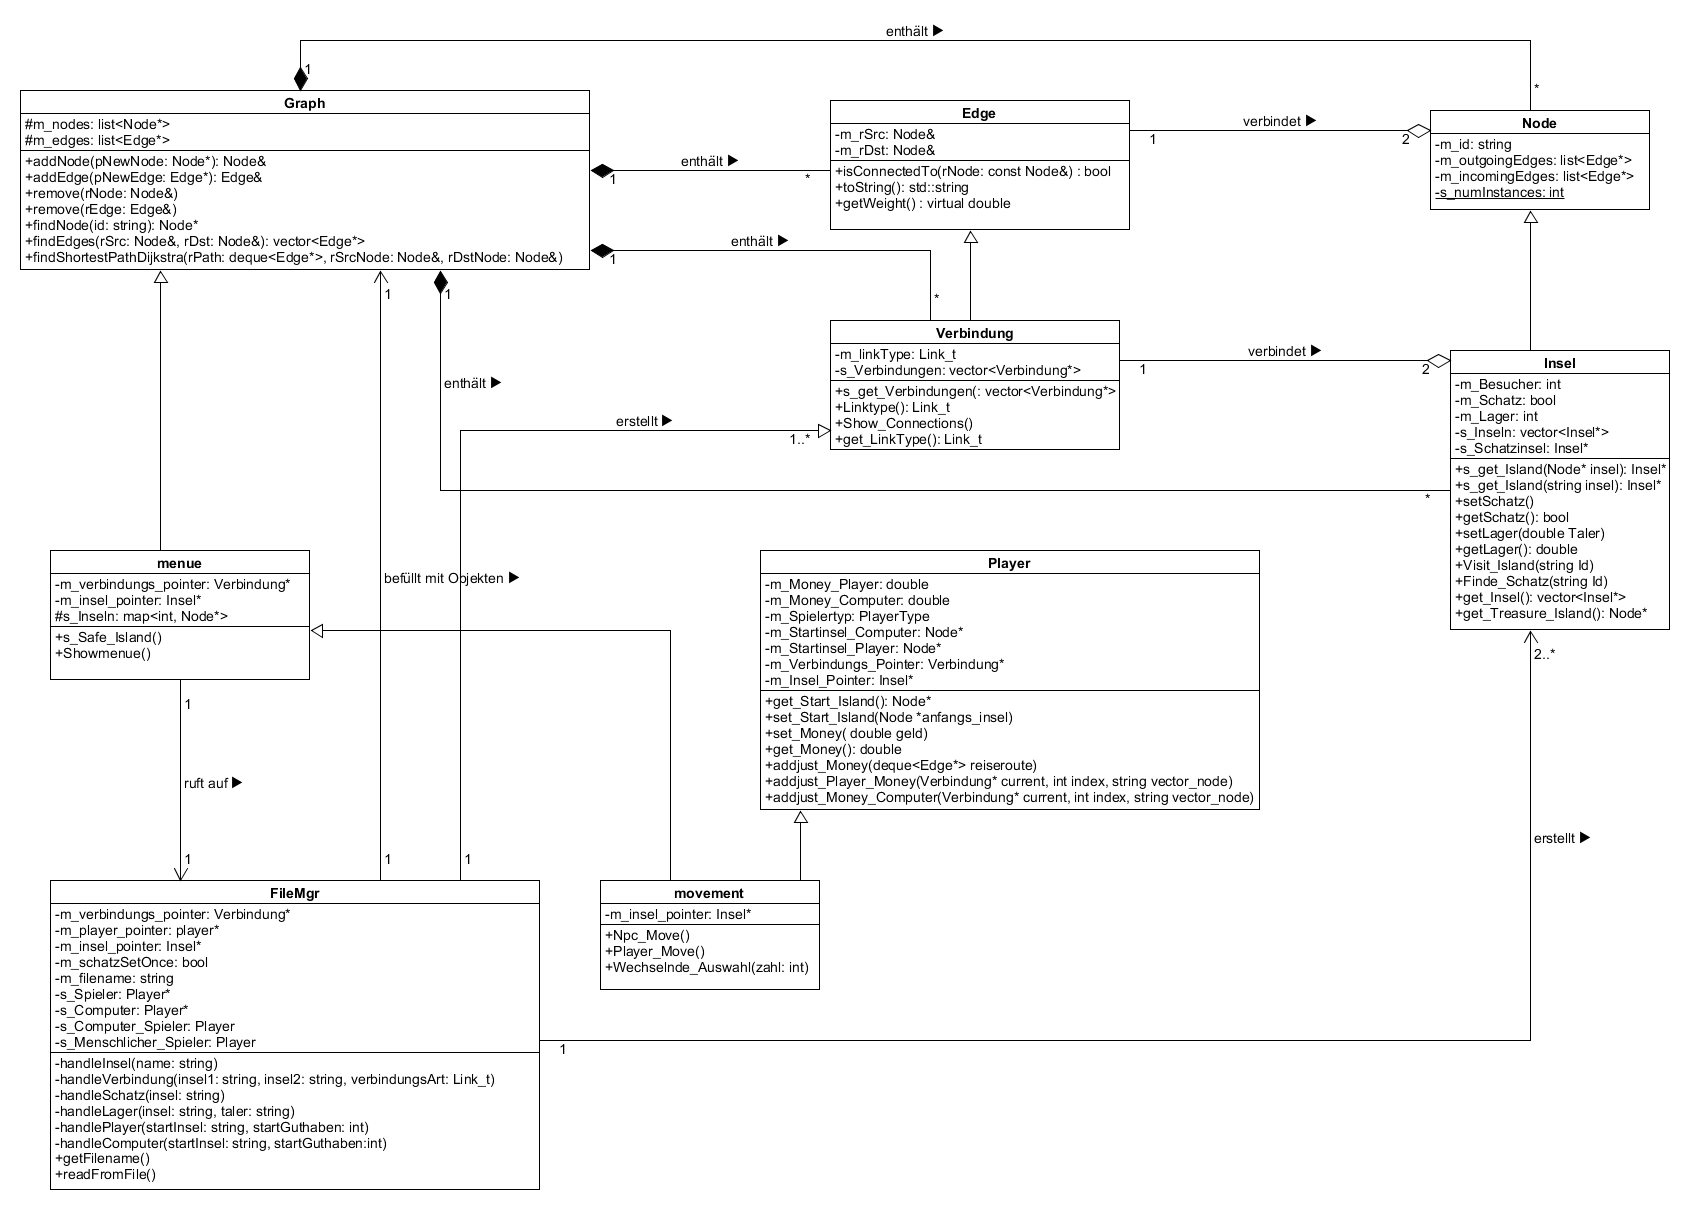 enthält ▶
1
*
Graph
#m_nodes: list<Node*>
#m_edges: list<Edge*>
+addNode(pNewNode: Node*): Node&
+addEdge(pNewEdge: Edge*): Edge&
+remove(rNode: Node&)
+remove(rEdge: Edge&)
+findNode(id: string): Node*
+findEdges(rSrc: Node&, rDst: Node&): vector<Edge*>
+findShortestPathDijkstra(rPath: deque<Edge*>, rSrcNode: Node&, rDstNode: Node&)
enthält ▶
1
*
Edge
-m_rSrc: Node&
-m_rDst: Node&
+isConnectedTo(rNode: const Node&) : bool
+toString(): std::string
+getWeight() : virtual double
verbindet ▶
1
2
Node
-m_id: string
-m_outgoingEdges: list<Edge*>
-m_incomingEdges: list<Edge*>
-s_numInstances: int
enthält ▶
1
*
1
1
enthält ▶
Verbindung
-m_linkType: Link_t
-s_Verbindungen: vector<Verbindung*>
+s_get_Verbindungen(: vector<Verbindung*>
+Linktype(): Link_t
+Show_Connections()
+get_LinkType(): Link_t
verbindet ▶
1
2
Insel
-m_Besucher: int
-m_Schatz: bool
-m_Lager: int
-s_Inseln: vector<Insel*>
-s_Schatzinsel: Insel*
+s_get_Island(Node* insel): Insel*
+s_get_Island(string insel): Insel*
+setSchatz()
+getSchatz(): bool
+setLager(double Taler)
+getLager(): double
+Visit_Island(string Id)
+Finde_Schatz(string Id)
+get_Insel(): vector<Insel*>
+get_Treasure_Island(): Node*
erstellt ▶
1..*
*
menue
-m_verbindungs_pointer: Verbindung*
-m_insel_pointer: Insel*
#s_Inseln: map<int, Node*>
+s_Safe_Island()
+Showmenue()
befüllt mit Objekten ▶
Player
-m_Money_Player: double
-m_Money_Computer: double
-m_Spielertyp: PlayerType
-m_Startinsel_Computer: Node*
-m_Startinsel_Player: Node*
-m_Verbindungs_Pointer: Verbindung*
-m_Insel_Pointer: Insel*
+get_Start_Island(): Node*
+set_Start_Island(Node *anfangs_insel)
+set_Money( double geld)
+get_Money(): double
+addjust_Money(deque<Edge*> reiseroute)
+addjust_Player_Money(Verbindung* current, int index, string vector_node)
+addjust_Money_Computer(Verbindung* current, int index, string vector_node)
2..*
1
ruft auf ▶
1
1
1
erstellt ▶
FileMgr
-m_verbindungs_pointer: Verbindung*
-m_player_pointer: player*
-m_insel_pointer: Insel*
-m_schatzSetOnce: bool
-m_filename: string
-s_Spieler: Player*
-s_Computer: Player*
-s_Computer_Spieler: Player
-s_Menschlicher_Spieler: Player
-handleInsel(name: string)
-handleVerbindung(insel1: string, insel2: string, verbindungsArt: Link_t)
-handleSchatz(insel: string)
-handleLager(insel: string, taler: string)
-handlePlayer(startInsel: string, startGuthaben: int)
-handleComputer(startInsel: string, startGuthaben:int)
+getFilename()
+readFromFile()
movement
-m_insel_pointer: Insel*
+Npc_Move()
+Player_Move()
+Wechselnde_Auswahl(zahl: int)
1